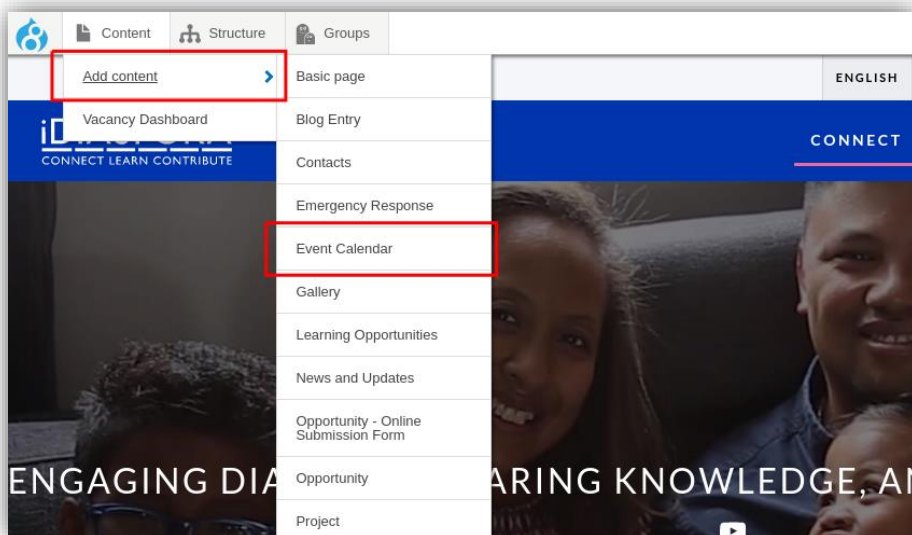 Content Structure Groups
Add content
Vacancy Dashboard
Basic page
Blog Entry
Contacts
Emergency Response
Event Calendar
Gallery
Learning Opportunities
News and Updates
Opportunity - Online
Submission Form
Opportunity
Project
ENGLISH
CONNECT LEARN CONTRIBUTE
CONNECT
ENGAGING DIA ARING KNOWLEDGE, AN